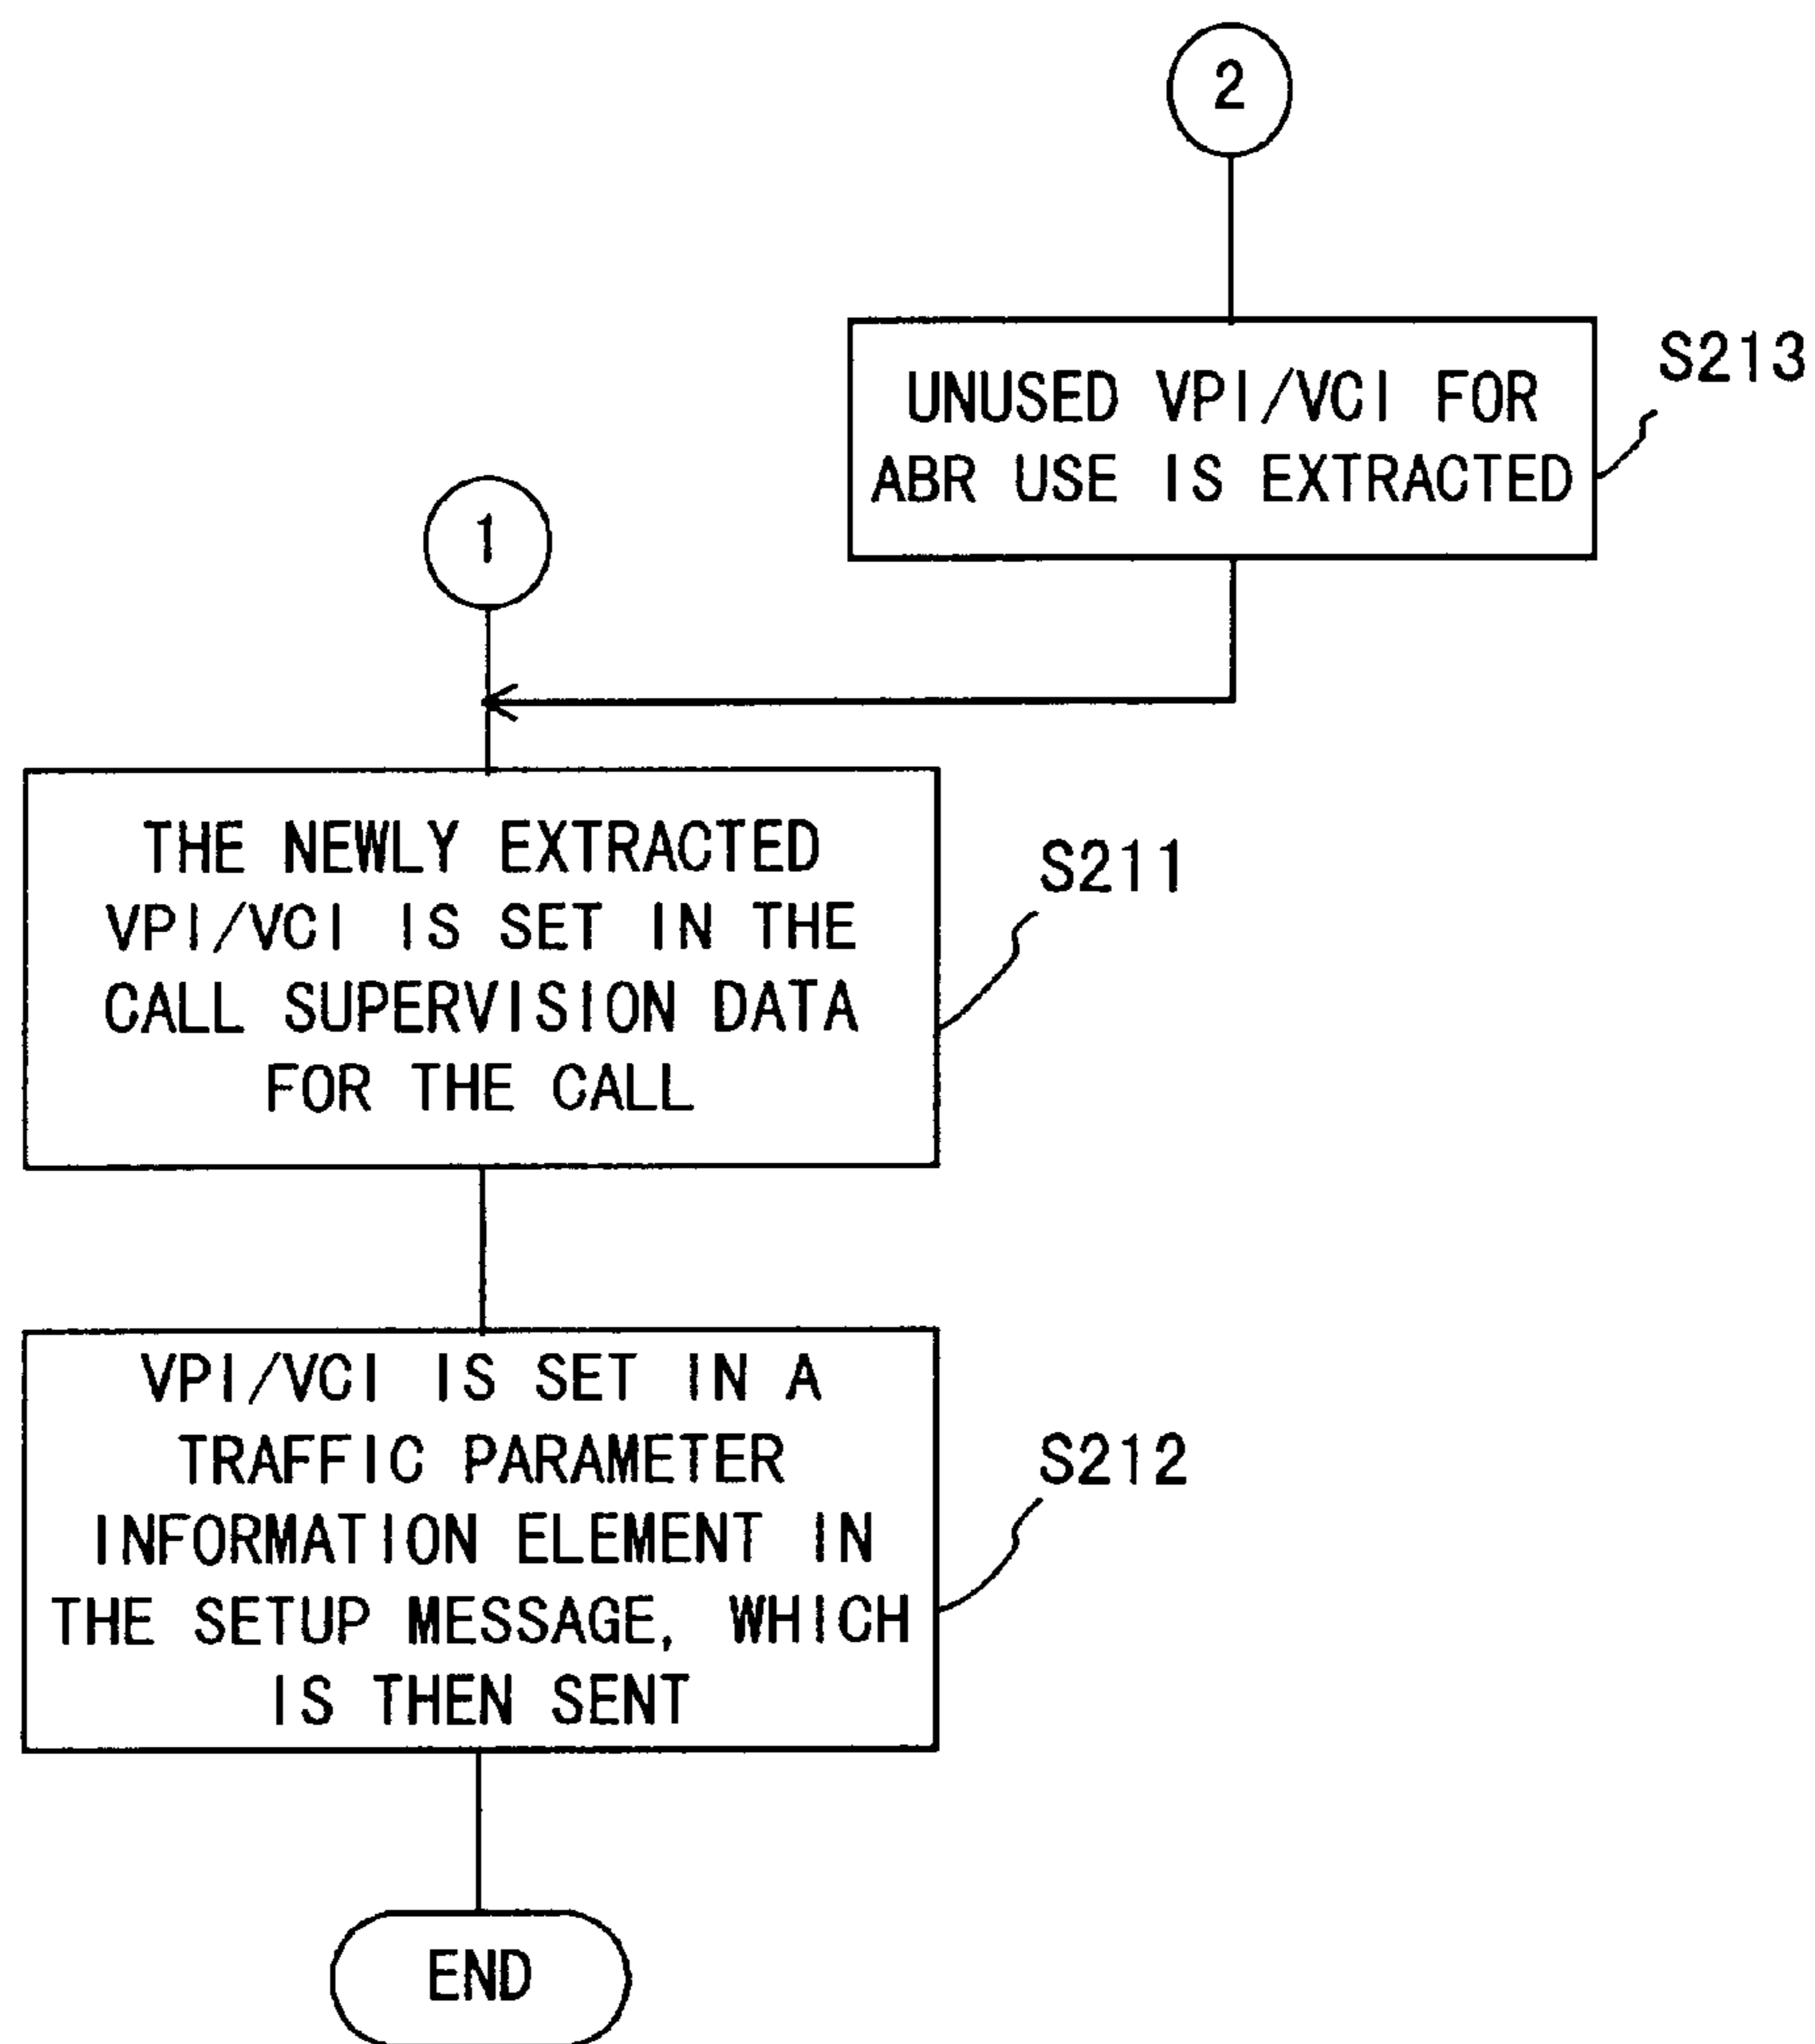 2
UNUSED VPI/VCI FOR
ABR USE IS EXTRACTED
S213
1
THE NEWLY EXTRACTED
VPI/VCI IS SET IN THE
CALL SUPERVISION DATA
FOR THE CALL
S211
VPI/VCI IS SET IN A
TRAFFIC PARAMETER
INFORMATION ELEMENT IN
THE SETUP MESSAGE, WHICH
IS THEN SENT
S212
END